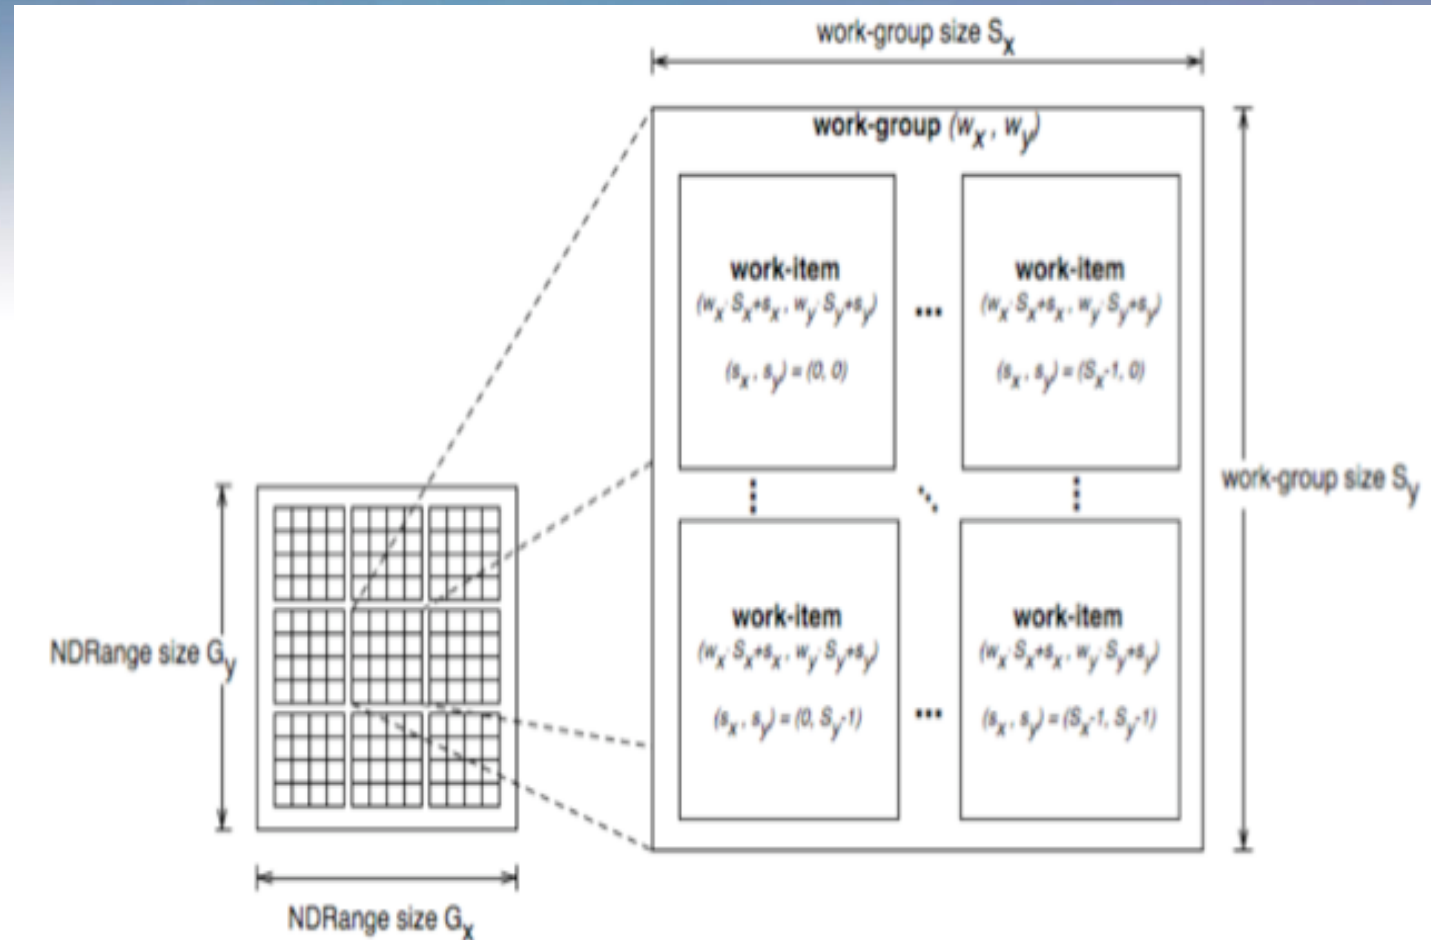 work-group size Sx
work-group (wx , wy)
work-item
(wx· Sx+sx , wy· Sy+sy)
(sx , sy) = (0, 0)
...
work-item
(wx· Sx+sx , wy· Sy+sy)
(sx , sy) = (Sx-1, 0)
work-group size Sy
work-item
(wx· Sx+sx , wy· Sy+sy)
(sx , sy) = (0, Sy-1)
...
work-item
(wx· Sx+sx , wy· Sy+sy)
(sx , sy) = (Sx-1, Sy-1)
NDRange size Gy
NDRange size Gx